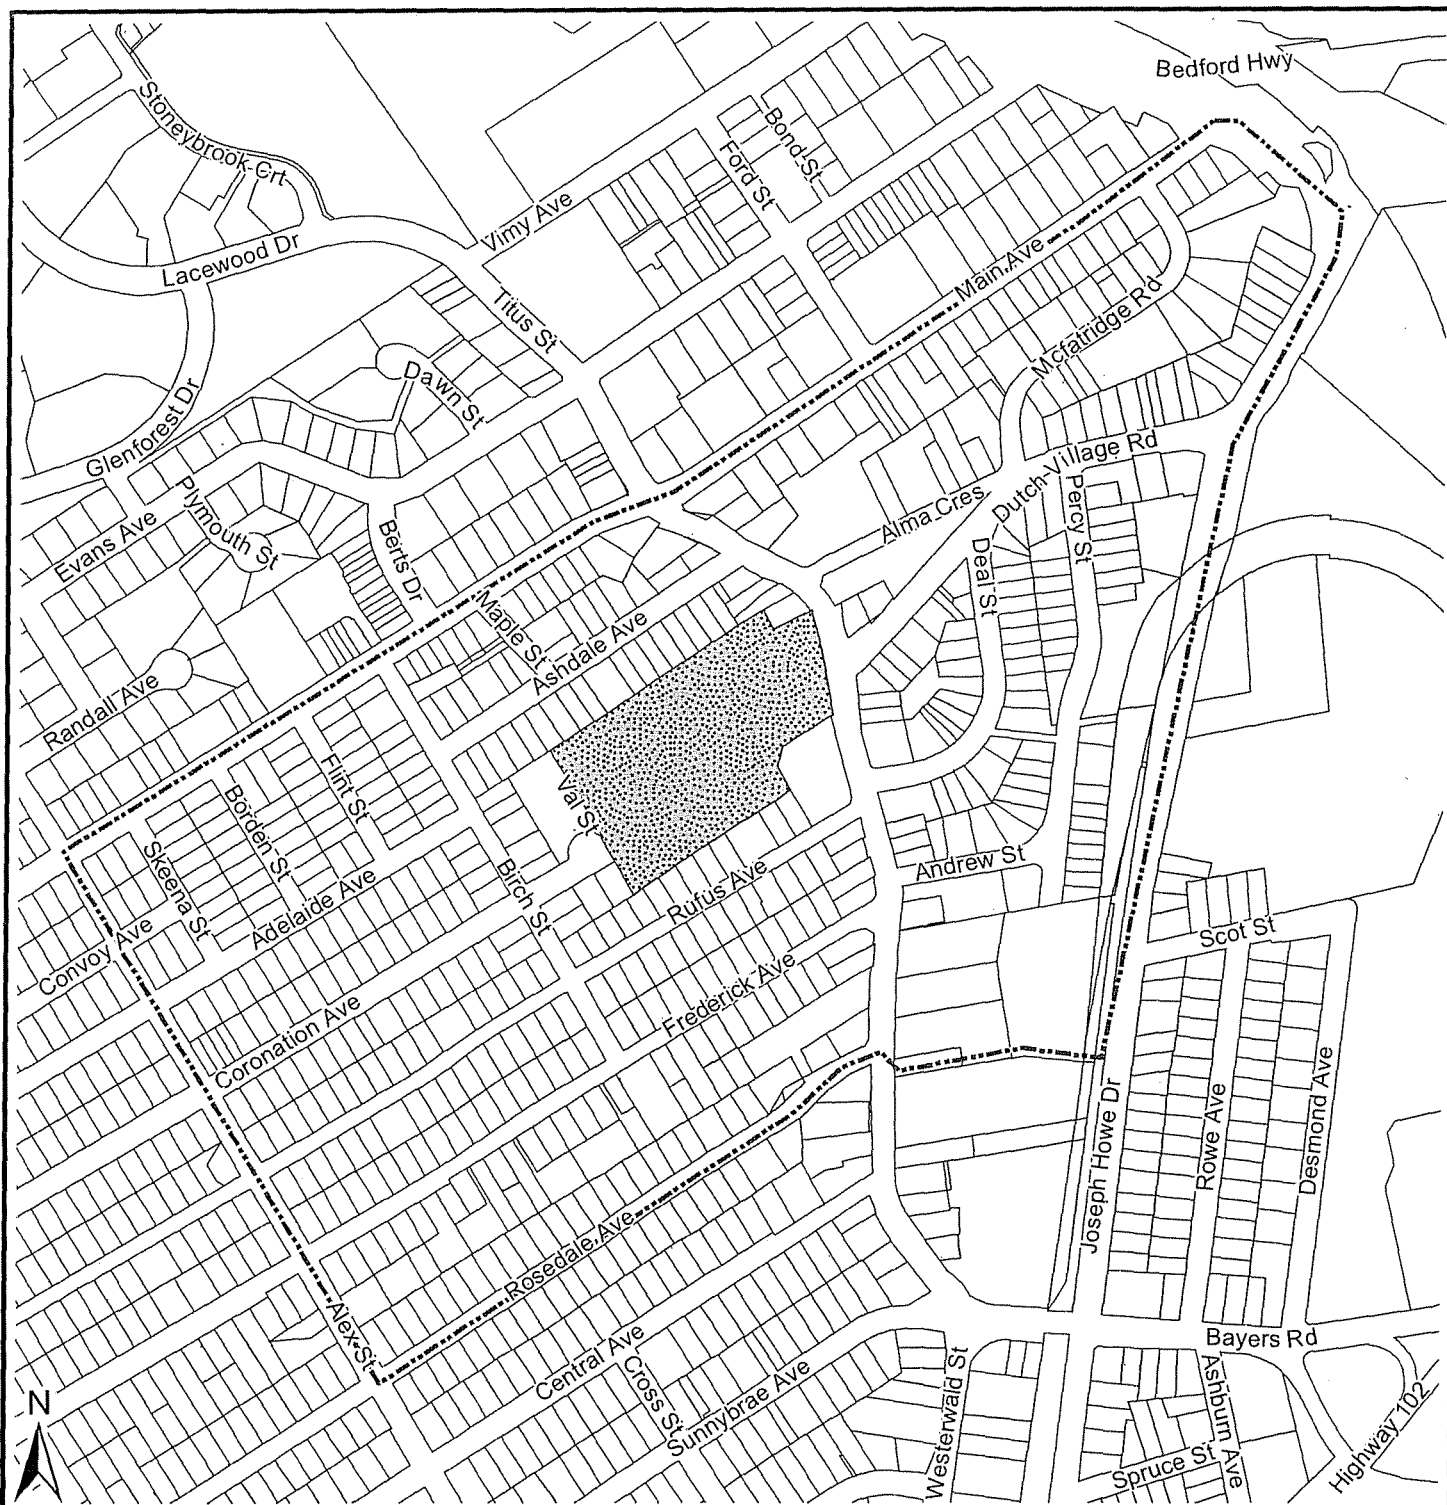 Bedford Hwy
Stoneybrook Crt
Bond St
Ford St
Vimy Ave
Lacewood Dr
Main Ave
Titus St
Mcfatridge Rd
Dawn St
Glenforest Dr
Dutch Village Rd
Plymouth St
Percy St
Alma Cres
Evans Ave
Berts Dr
Deal St
Maple St
Ashdale Ave
Randall Ave
Flint St
Val St
Borden St
Skeena St
Andrew St
Birch St
Rufus Ave
Adelaide Ave
Scot St
Convoy Ave
Frederick Ave
Coronation Ave
Joseph Howe Dr
Rowe Ave
Desmond Ave
Rosedale Ave
Alex St
Bayers Rd
Central Ave
Cross St
Sunnybrae Ave
Westerwald St
Ashburn Ave
Highway 102
N
Spruce St